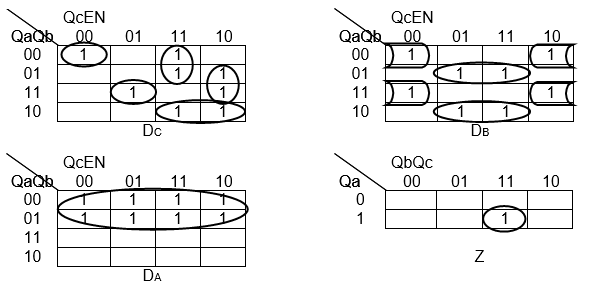 QcEN
QaQb 00 01 11 10
00 1 1
01 1 1
11 1 1
10 1 1
Dc
QcEN
QaQb 00 01 11 10
00 1 1
01 1 1
11 1 1
10 1 1
DB
QcEN
QaQb 00 01 11 10
00 1 1 1 1
01 1 1 1 1
11
10
DA
QbQc
Qa 00 01 11 10
0
1 1
Z